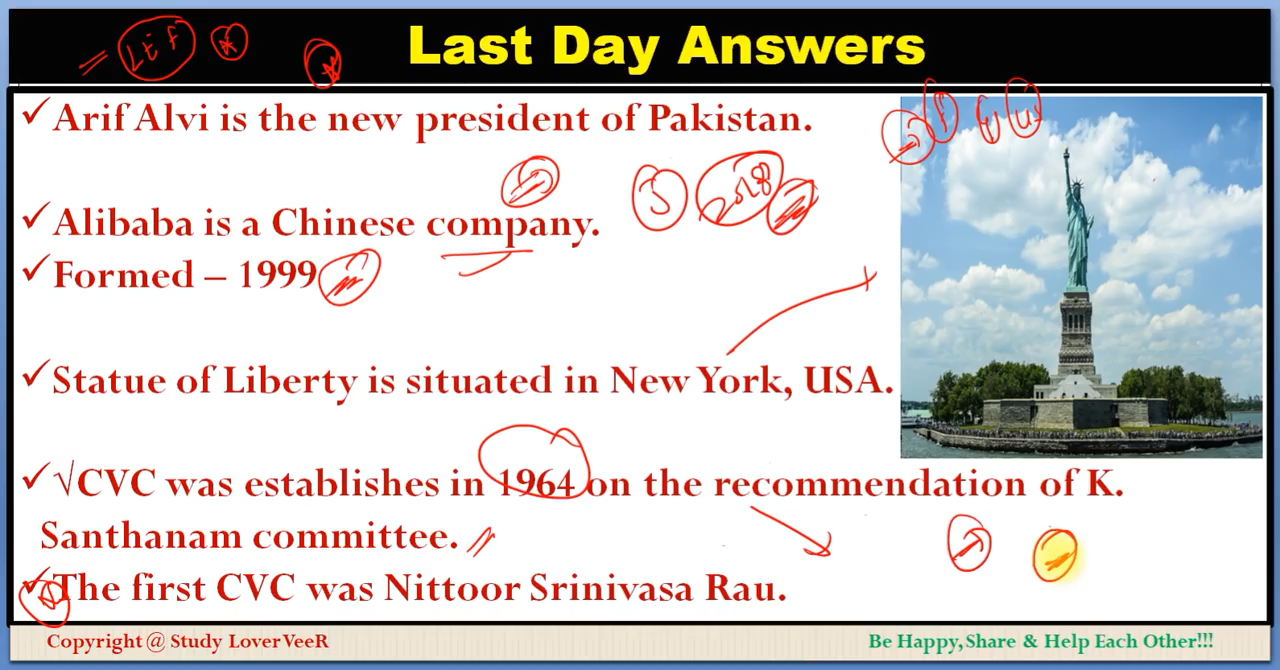 Last Day Answers
✓Arif Alvi is the new president of Pakistan.
2018
✓Alibaba is a Chinese company.
✓Formed – 1999
✓Statue of Liberty is situated in New York, USA.
✓√CVC was establishes in 1964 on the recommendation of K.
Santhanam committee.
✓The first CVC was Nittoor Srinivasa Rau.
Copyright @ Study Lover VeeR
Be Happy, Share & Help Each Other!!!